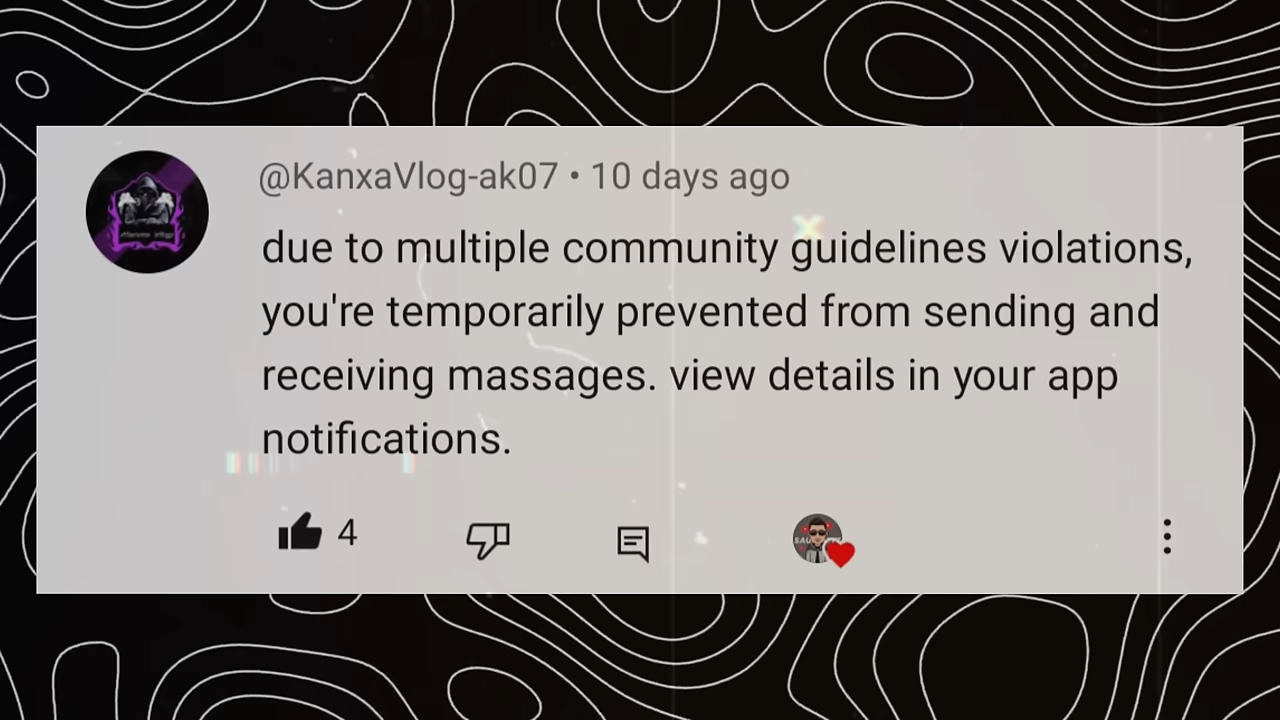 @KanxaVlog-ak07 • 10 days ago
due to multiple community guidelines violations,
you're temporarily prevented from sending and
receiving massages. view details in your app
notifications.
4